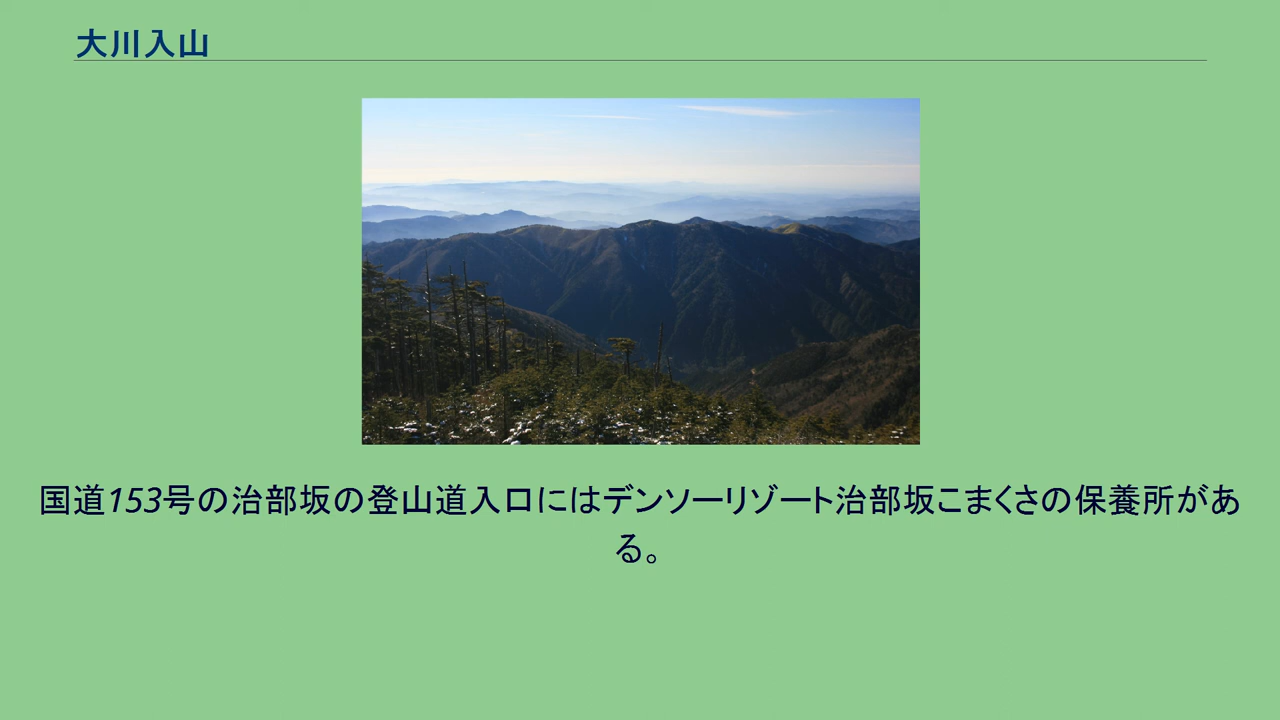 大川入山
国道153号の治部坂の登山道入口にはデンソーリゾート治部坂こまくさの保養所があ
る。